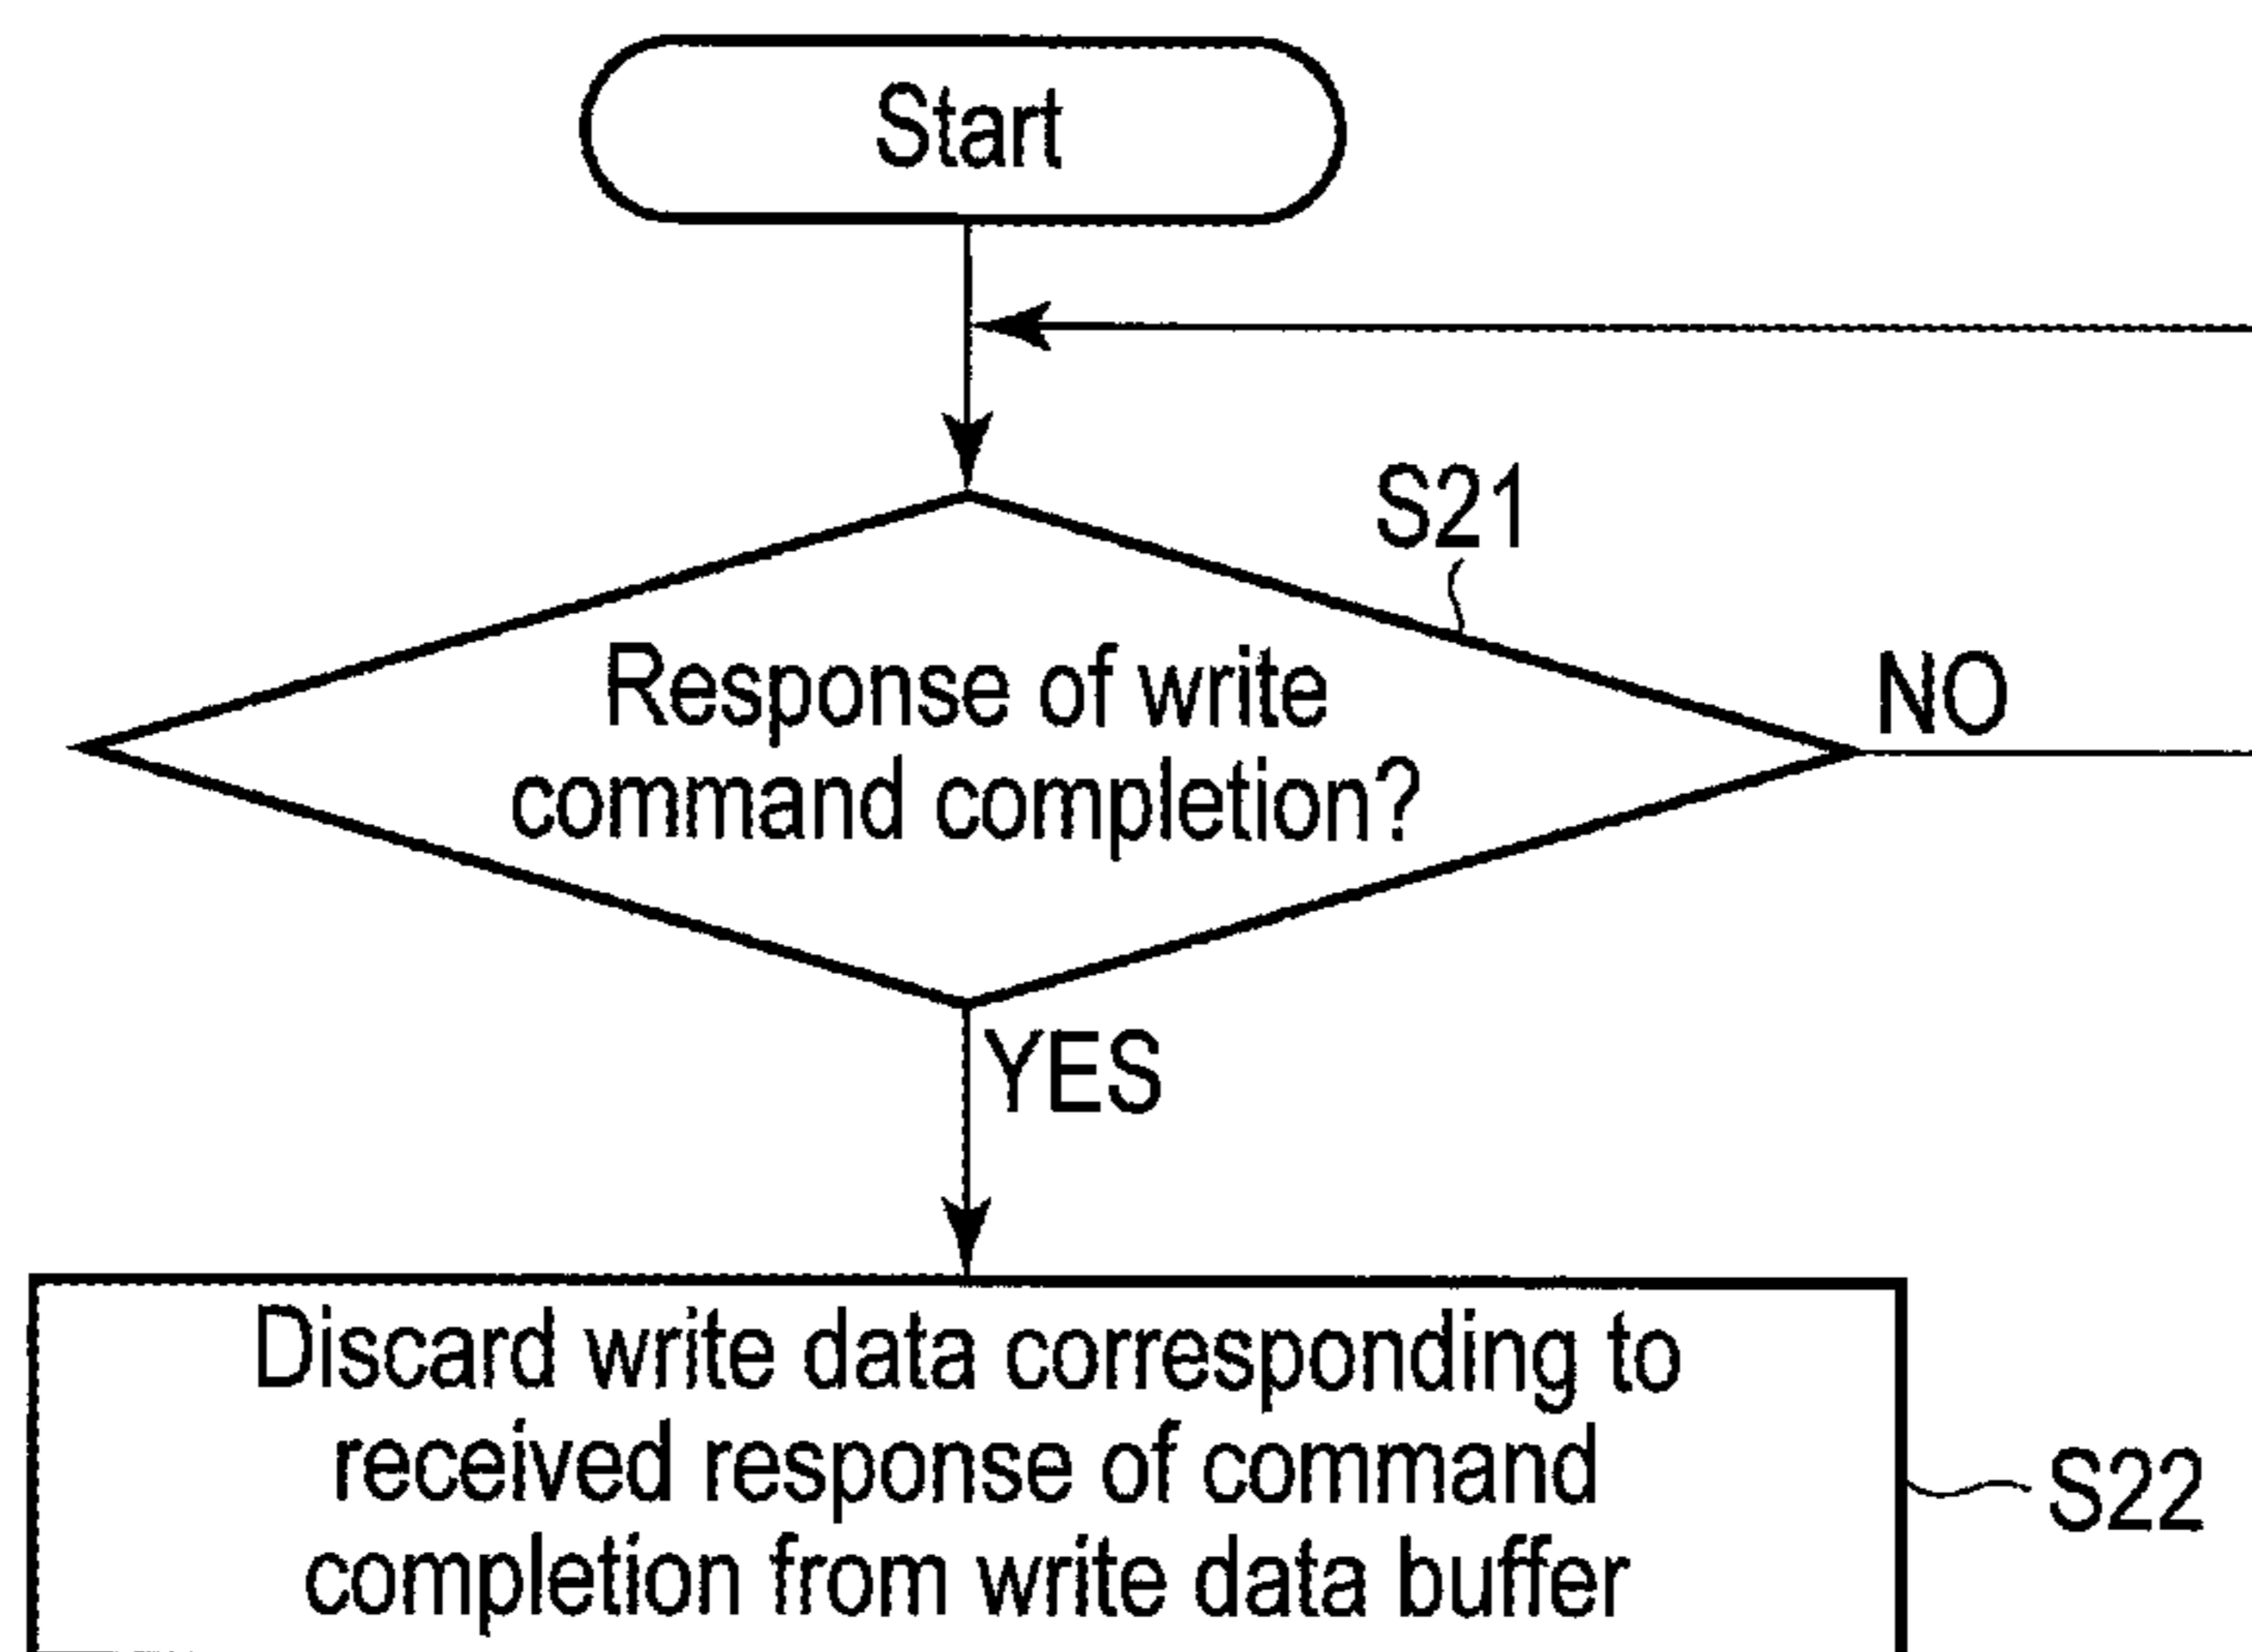 Start
S21
Response of write
command completion?
NO
YES
Discard write data corresponding to
received response of command
completion from write data buffer
S22